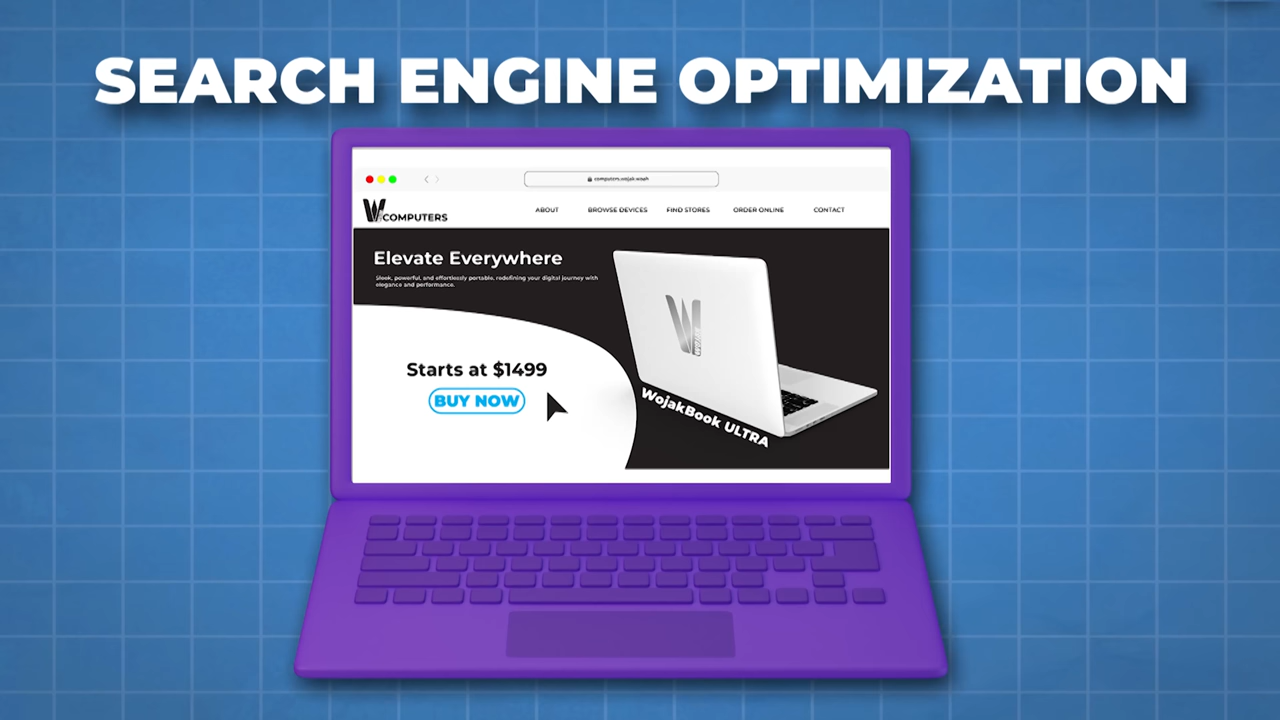 SEARCH ENGINE OPTIMIZATION
computers.wojak.woah
W COMPUTERS
ABOUT BROWSE DEVICES FIND STORES ORDER ONLINE CONTACT
Elevate Everywhere
Sleek, powerful, and effortlessly portable, redefining your digital journey with
elegance and performance.
W
WOJAK
Starts at $1499
BUY NOW
WojakBook ULTRA